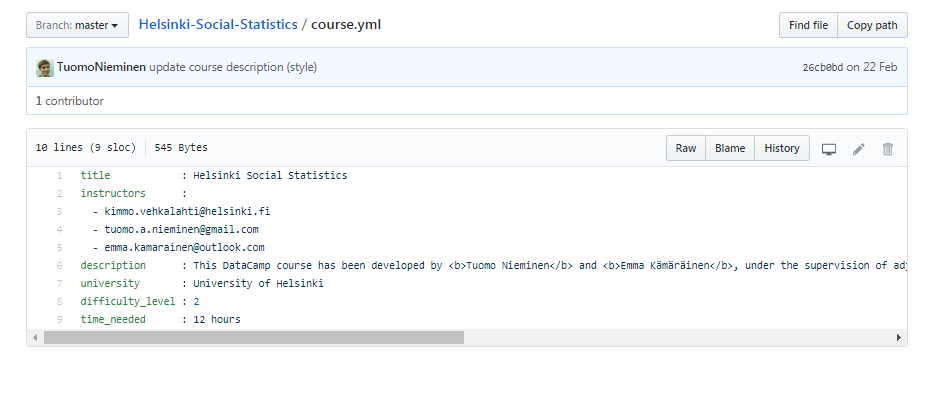 Branch: master Helsinki-Social-Statistics / course.yml Find file Copy path
TuomoNieminen update course description (style) 26cb0bd on 22 Feb
1 contributor
10 lines (9 sloc) 545 Bytes Raw Blame History
1 title : Helsinki Social Statistics
2 instructors :
3 - kimmo.vehkalahti@helsinki.fi
4 - tuomo.a.nieminen@gmail.com
5 - emma.kamarainen@outlook.com
6 description : This DataCamp course has been developed by <b>Tuomo Nieminen</b> and <b>Emma Kämäräinen</b>, under the supervision of
7 university : University of Helsinki
8 difficulty_level : 2
9 time_needed : 12 hours